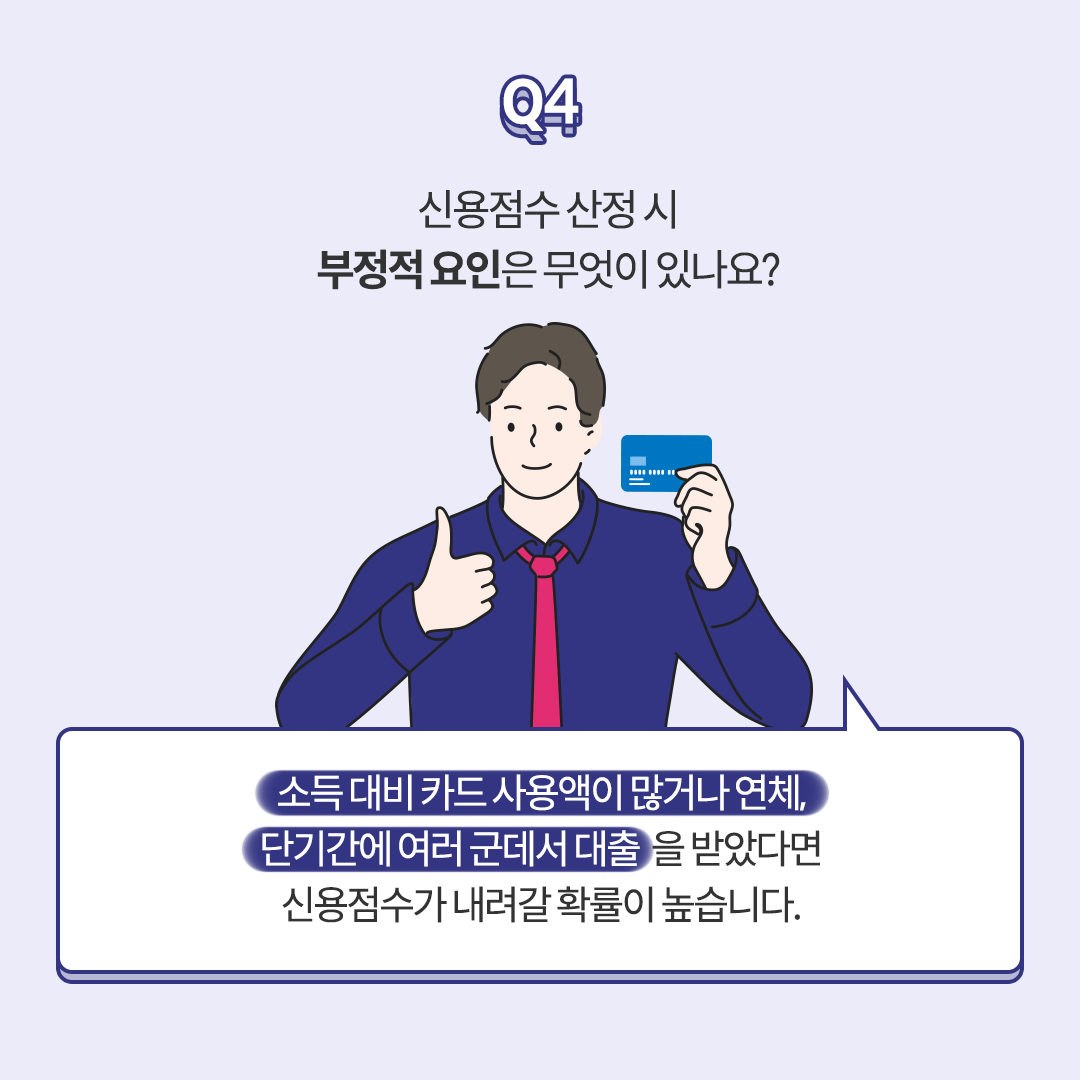 Q4
신용점수 산정 시
부정적 요인은 무엇이 있나요?
소득 대비 카드 사용액이 많거나 연체,
단기간에 여러 군데서 대출을 받았다면
신용점수가 내려갈 확률이 높습니다.